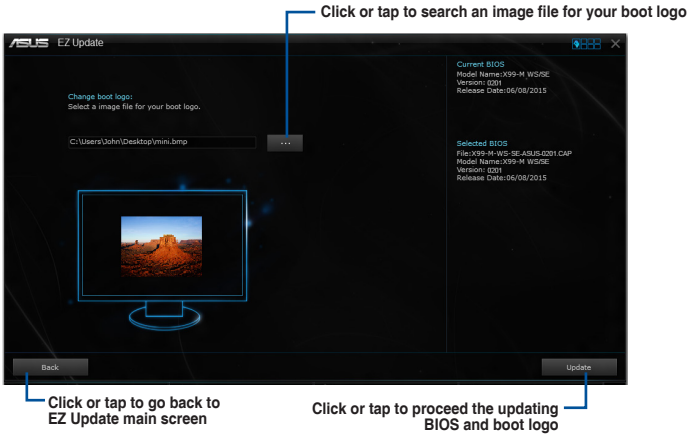 Click or tap to search an image file for your boot logo
ASUS EZ Update
Current BIOS
Model Name:X99-M WS/SE
Version: 0201
Release Date:06/08/2015
Change boot logo:
Select a image file for your boot logo.
C:\Users\John\Desktop\mini.bmp
...
Selected BIOS
File:X99-M-WS-SE-ASUS-0201.CAP
Model Name:X99-M WS/SE
Version: 0201
Release Date:06/08/2015
Back
Update
Click or tap to go back to
EZ Update main screen
Click or tap to proceed the updating
BIOS and boot logo